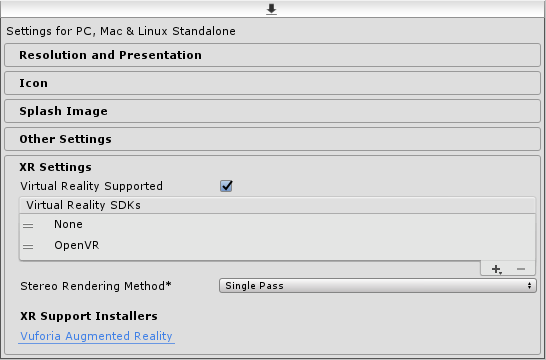 Settings for PC, Mac & Linux Standalone
Resolution and Presentation
Icon
Splash Image
Other Settings
XR Settings
Virtual Reality Supported
Virtual Reality SDKs
None
OpenVR
Stereo Rendering Method* Single Pass
XR Support Installers
Vuforia Augmented Reality